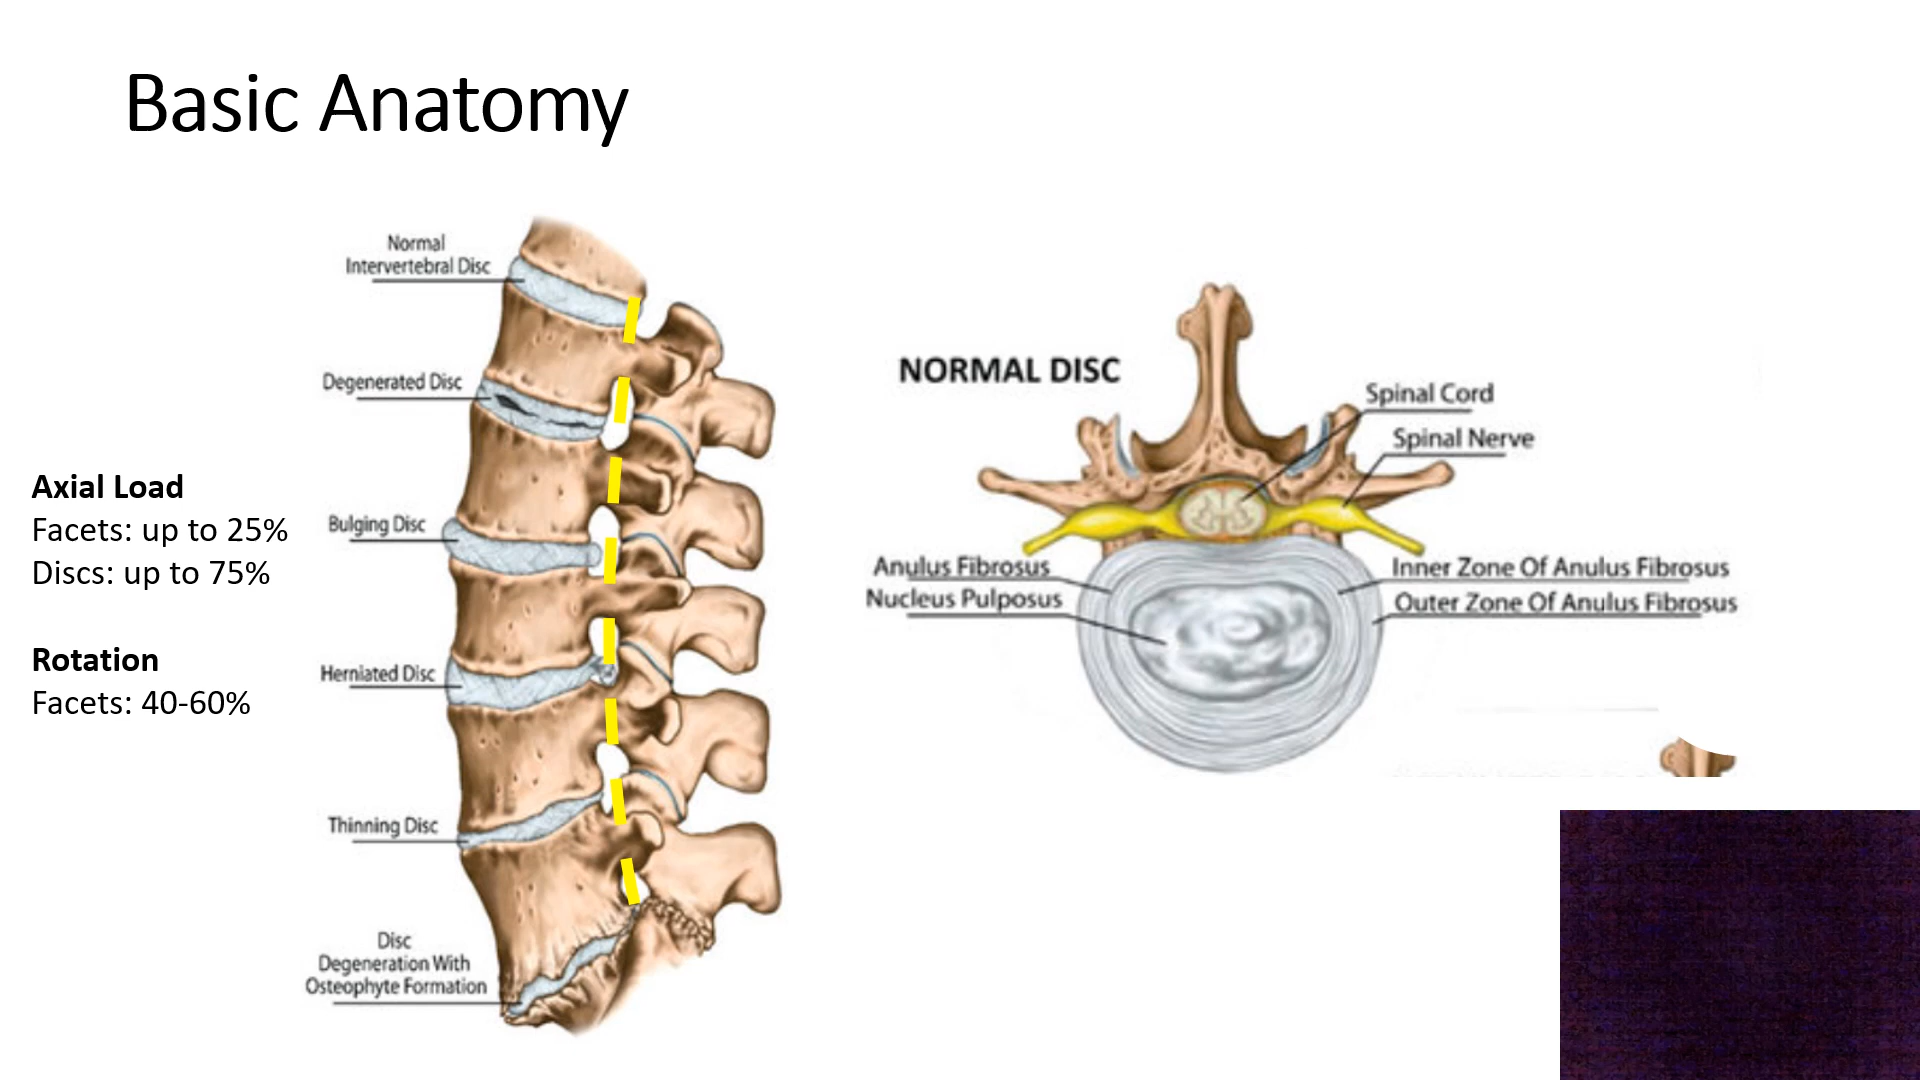 Basic Anatomy
Normal
Intervertebral Disc
Degenerated Disc
Bulging Disc
Herniated Disc
Thinning Disc
Disc
Degeneration With
Osteophyte Formation
Axial Load
Facets: up to 25%
Discs: up to 75%
Rotation
Facets: 40-60%
NORMAL DISC
Spinal Cord
Spinal Nerve
Anulus Fibrosus
Nucleus Pulposus
Inner Zone Of Anulus Fibrosus
Outer Zone Of Anulus Fibrosus